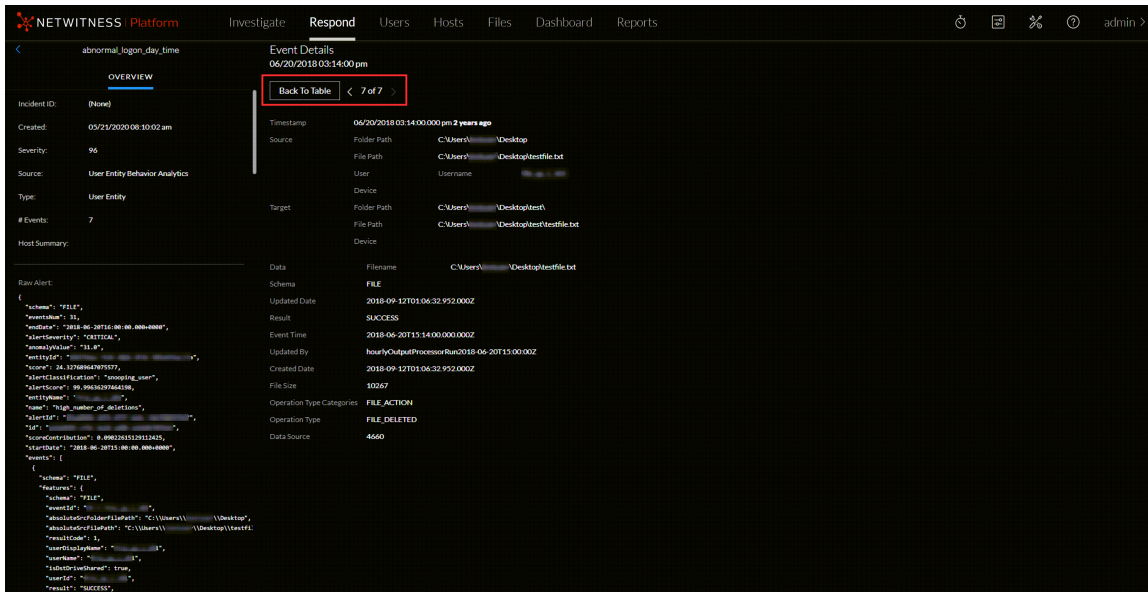 NETWITNESS Platform
Investigate Respond Users Hosts Files Dashboard Reports
admin >
abnormal_logon_day_time
OVERVIEW
Incident ID: (None)
Created: 05/21/2020 08:10:02 am
Severity: 96
Source: User Entity Behavior Analytics
Type: User Entity
# Events: 7
Host Summary:
Raw Alert:
{
"schema": "FILE",
"eventsNum": 31,
"endDate": "2018-06-20T16:00:00.000+0000",
"alertSeverity": "CRITICAL",
"anomalyValue": "31.0",
"entityId": "s",
"score": 24.327689647075577,
"alertClassification": "snooping_user",
"alertScore": 99.99636297464198,
"entityName": "",
"name": "high_number_of_deletions",
"alertId": "",
"id": "",
"scoreContribution": 0.09022615129112425,
"startDate": "2018-06-20T15:00:00.000+0000",
"events": [
{
"schema": "FILE",
"features": {
"schema": "FILE",
"eventId": "",
"absoluteSrcFolderFilePath": "C:\\Users\\ \\Desktop",
"absoluteSrcFilePath": "C:\\Users\\ \\Desktop\\testfil
"resultCode": 1,
"userDisplayName": "",
"userName": "",
"isDstDriveShared": true,
"userId": "",
"result": "SUCCESS",
Event Details
06/20/2018 03:14:00 pm
Back To Table < 7 of 7 >
Timestamp 06/20/2018 03:14:00.000 pm 2 years ago
Source Folder Path C:\Users\ \Desktop
File Path C:\Users\ \Desktop\testfile.txt
User Username
Device
Target Folder Path C:\Users\ \Desktop\test\
File Path C:\Users\ \Desktop\test\testfile.txt
Device
Data Filename C:\Users\ \Desktop\testfile.txt
Schema FILE
Updated Date 2018-09-12T01:06:32.952.000Z
Result SUCCESS
Event Time 2018-06-20T15:14:00.000.000Z
Updated By hourlyOutputProcessorRun2018-06-20T15:00:00Z
Created Date 2018-09-12T01:06:32.952.000Z
File Size 10267
Operation Type Categories FILE_ACTION
Operation Type FILE_DELETED
Data Source 4660